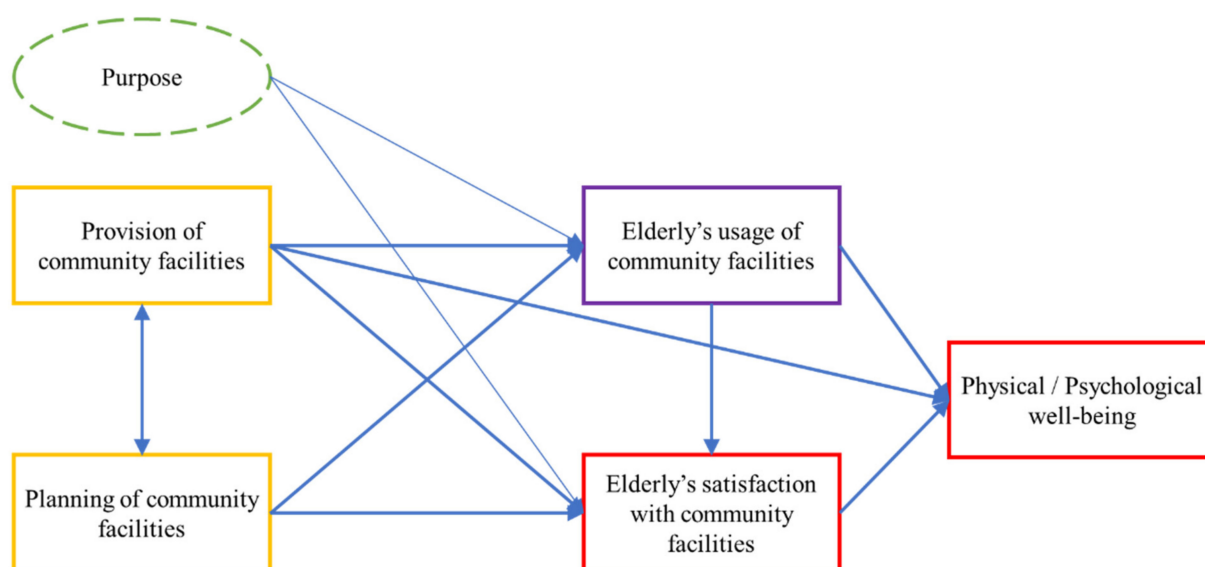 Purpose
Provision of
community facilities
Elderly’s usage of
community facilities
Physical / Psychological
well-being
Planning of community
facilities
Elderly’s satisfaction
with community
facilities